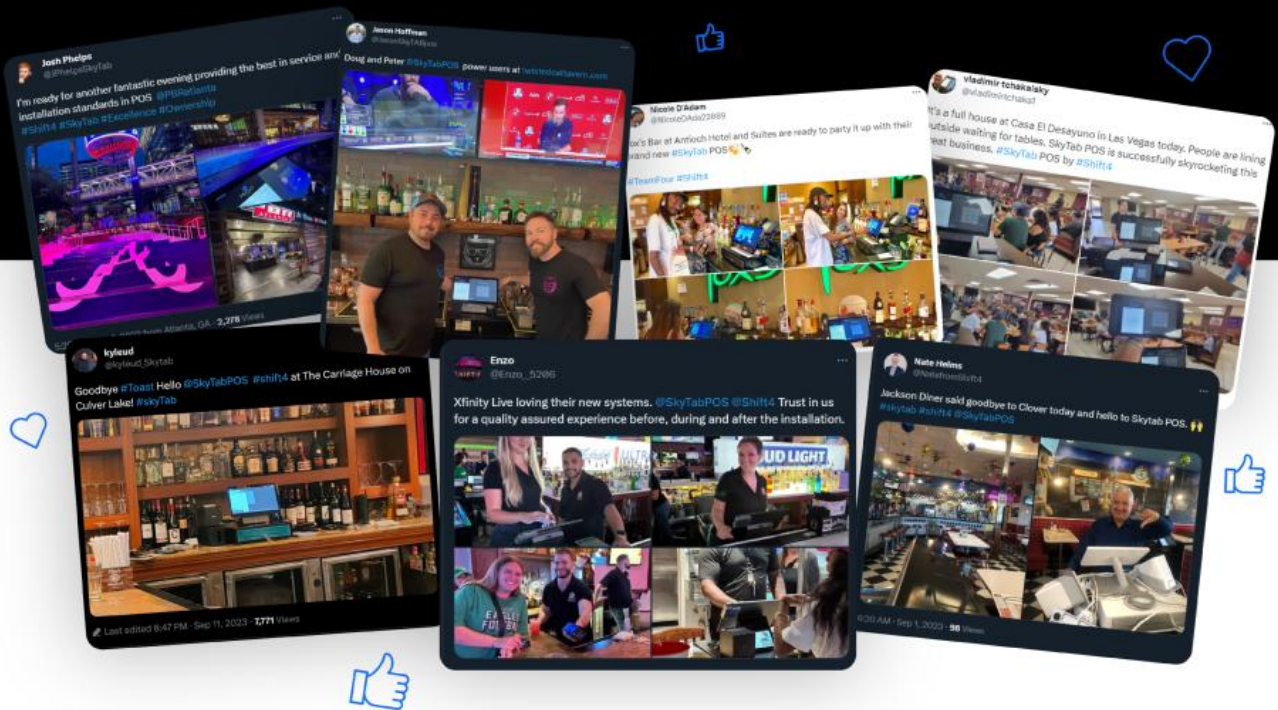 Josh Phelps
@JPhelpsSkyTab
I'm ready for another fantastic evening providing the best in service and
installation standards in POS @PBRatlanta
#Shift4 #SkyTab #Excellence #Ownership
Atlanta, GA · 2,278 Views
Jason Hoffman
Doug and Peter @SkyTabPOS power users at twistedoaktavern.com
Nicole D'Adam
@NicoleDAda22889
Bar at Antioch Hotel and Suites are ready to party it up with their
brand new #SkyTab POS
#TeamFour #Shift4
vladimir tchakalsky
@vladimirtchakal
It's a full house at Casa El Desayuno in Las Vegas today. People are lining
outside waiting for tables. SkyTab POS is successfully skyrocketing this
great business. #SkyTab POS by #Shift4
kyleud
@kyleud_Skytab
Goodbye #Toast Hello @SkyTabPOS #shift4 at The Carriage House on
Culver Lake! #skyTab
Last edited 8:47 PM · Sep 11, 2023 · 7,771 Views
Enzo
@Enzo_5206
Xfinity Live loving their new systems. @SkyTabPOS @Shift4 Trust in us
for a quality assured experience before, during and after the installation.
ULTRA
BUD LIGHT
EAGLES
Nate Helms
@NatefromShift4
Jackson Diner said goodbye to Clover today and hello to Skytab POS. 🙌
#skytab #shift4 @SkyTabPOS
AM · Sep 1, 2023 · 98 Views